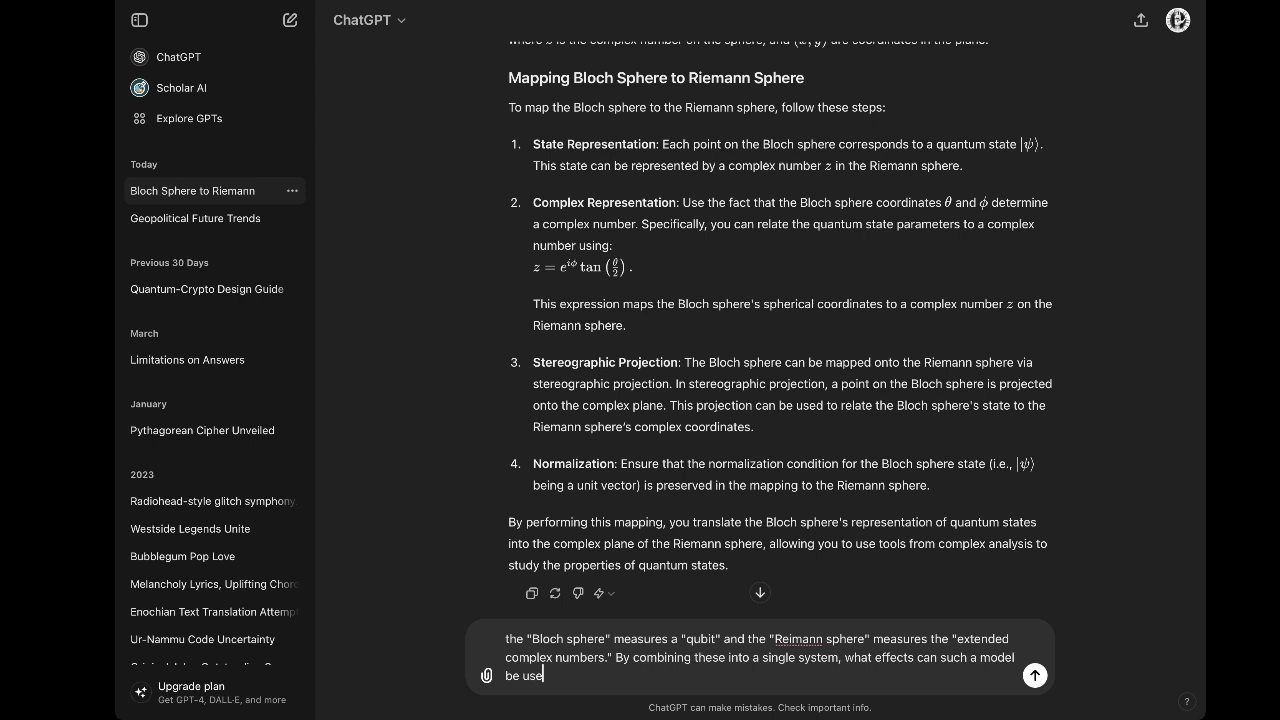 ChatGPT
Scholar AI
Explore GPTs
Today
Bloch Sphere to Riemann
Geopolitical Future Trends
Previous 30 Days
Quantum-Crypto Design Guide
March
Limitations on Answers
January
Pythagorean Cipher Unveiled
2023
Radiohead-style glitch symphony
Westside Legends Unite
Bubblegum Pop Love
Melancholy Lyrics, Uplifting Chor
Enochian Text Translation Attemp
Ur-Nammu Code Uncertainty
Upgrade plan
Get GPT-4, DALL·E, and more
ChatGPT
where z is the complex number on the sphere, and (x, y) are coordinates in the plane.
Mapping Bloch Sphere to Riemann Sphere
To map the Bloch sphere to the Riemann sphere, follow these steps:
1. State Representation: Each point on the Bloch sphere corresponds to a quantum state |ψ⟩.
This state can be represented by a complex number z in the Riemann sphere.
2. Complex Representation: Use the fact that the Bloch sphere coordinates θ and ϕ determine
a complex number. Specifically, you can relate the quantum state parameters to a complex
number using:
z = e^{iϕ} tan (θ/2) .
This expression maps the Bloch sphere's spherical coordinates to a complex number z on the
Riemann sphere.
3. Stereographic Projection: The Bloch sphere can be mapped onto the Riemann sphere via
stereographic projection. In stereographic projection, a point on the Bloch sphere is projected
onto the complex plane. This projection can be used to relate the Bloch sphere's state to the
Riemann sphere's complex coordinates.
4. Normalization: Ensure that the normalization condition for the Bloch sphere state (i.e., |ψ⟩
being a unit vector) is preserved in the mapping to the Riemann sphere.
By performing this mapping, you translate the Bloch sphere's representation of quantum states
into the complex plane of the Riemann sphere, allowing you to use tools from complex analysis to
study the properties of quantum states.
the "Bloch sphere" measures a "qubit" and the "Reimann sphere" measures the "extended
complex numbers." By combining these into a single system, what effects can such a model
be use
ChatGPT can make mistakes. Check important info.
?